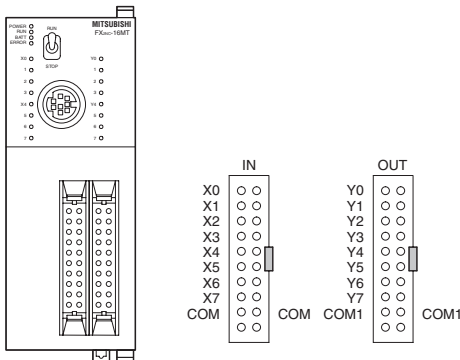 POWER
RUN
BATT
ERROR
RUN
STOP
MITSUBISHI
FX2NC-16MT
X0 Y0
1 1
2 2
3 3
X4 Y4
5 5
6 6
7 7
IN OUT
X0 Y0
X1 Y1
X2 Y2
X3 Y3
X4 Y4
X5 Y5
X6 Y6
X7 Y7
COM COM COM1 COM1